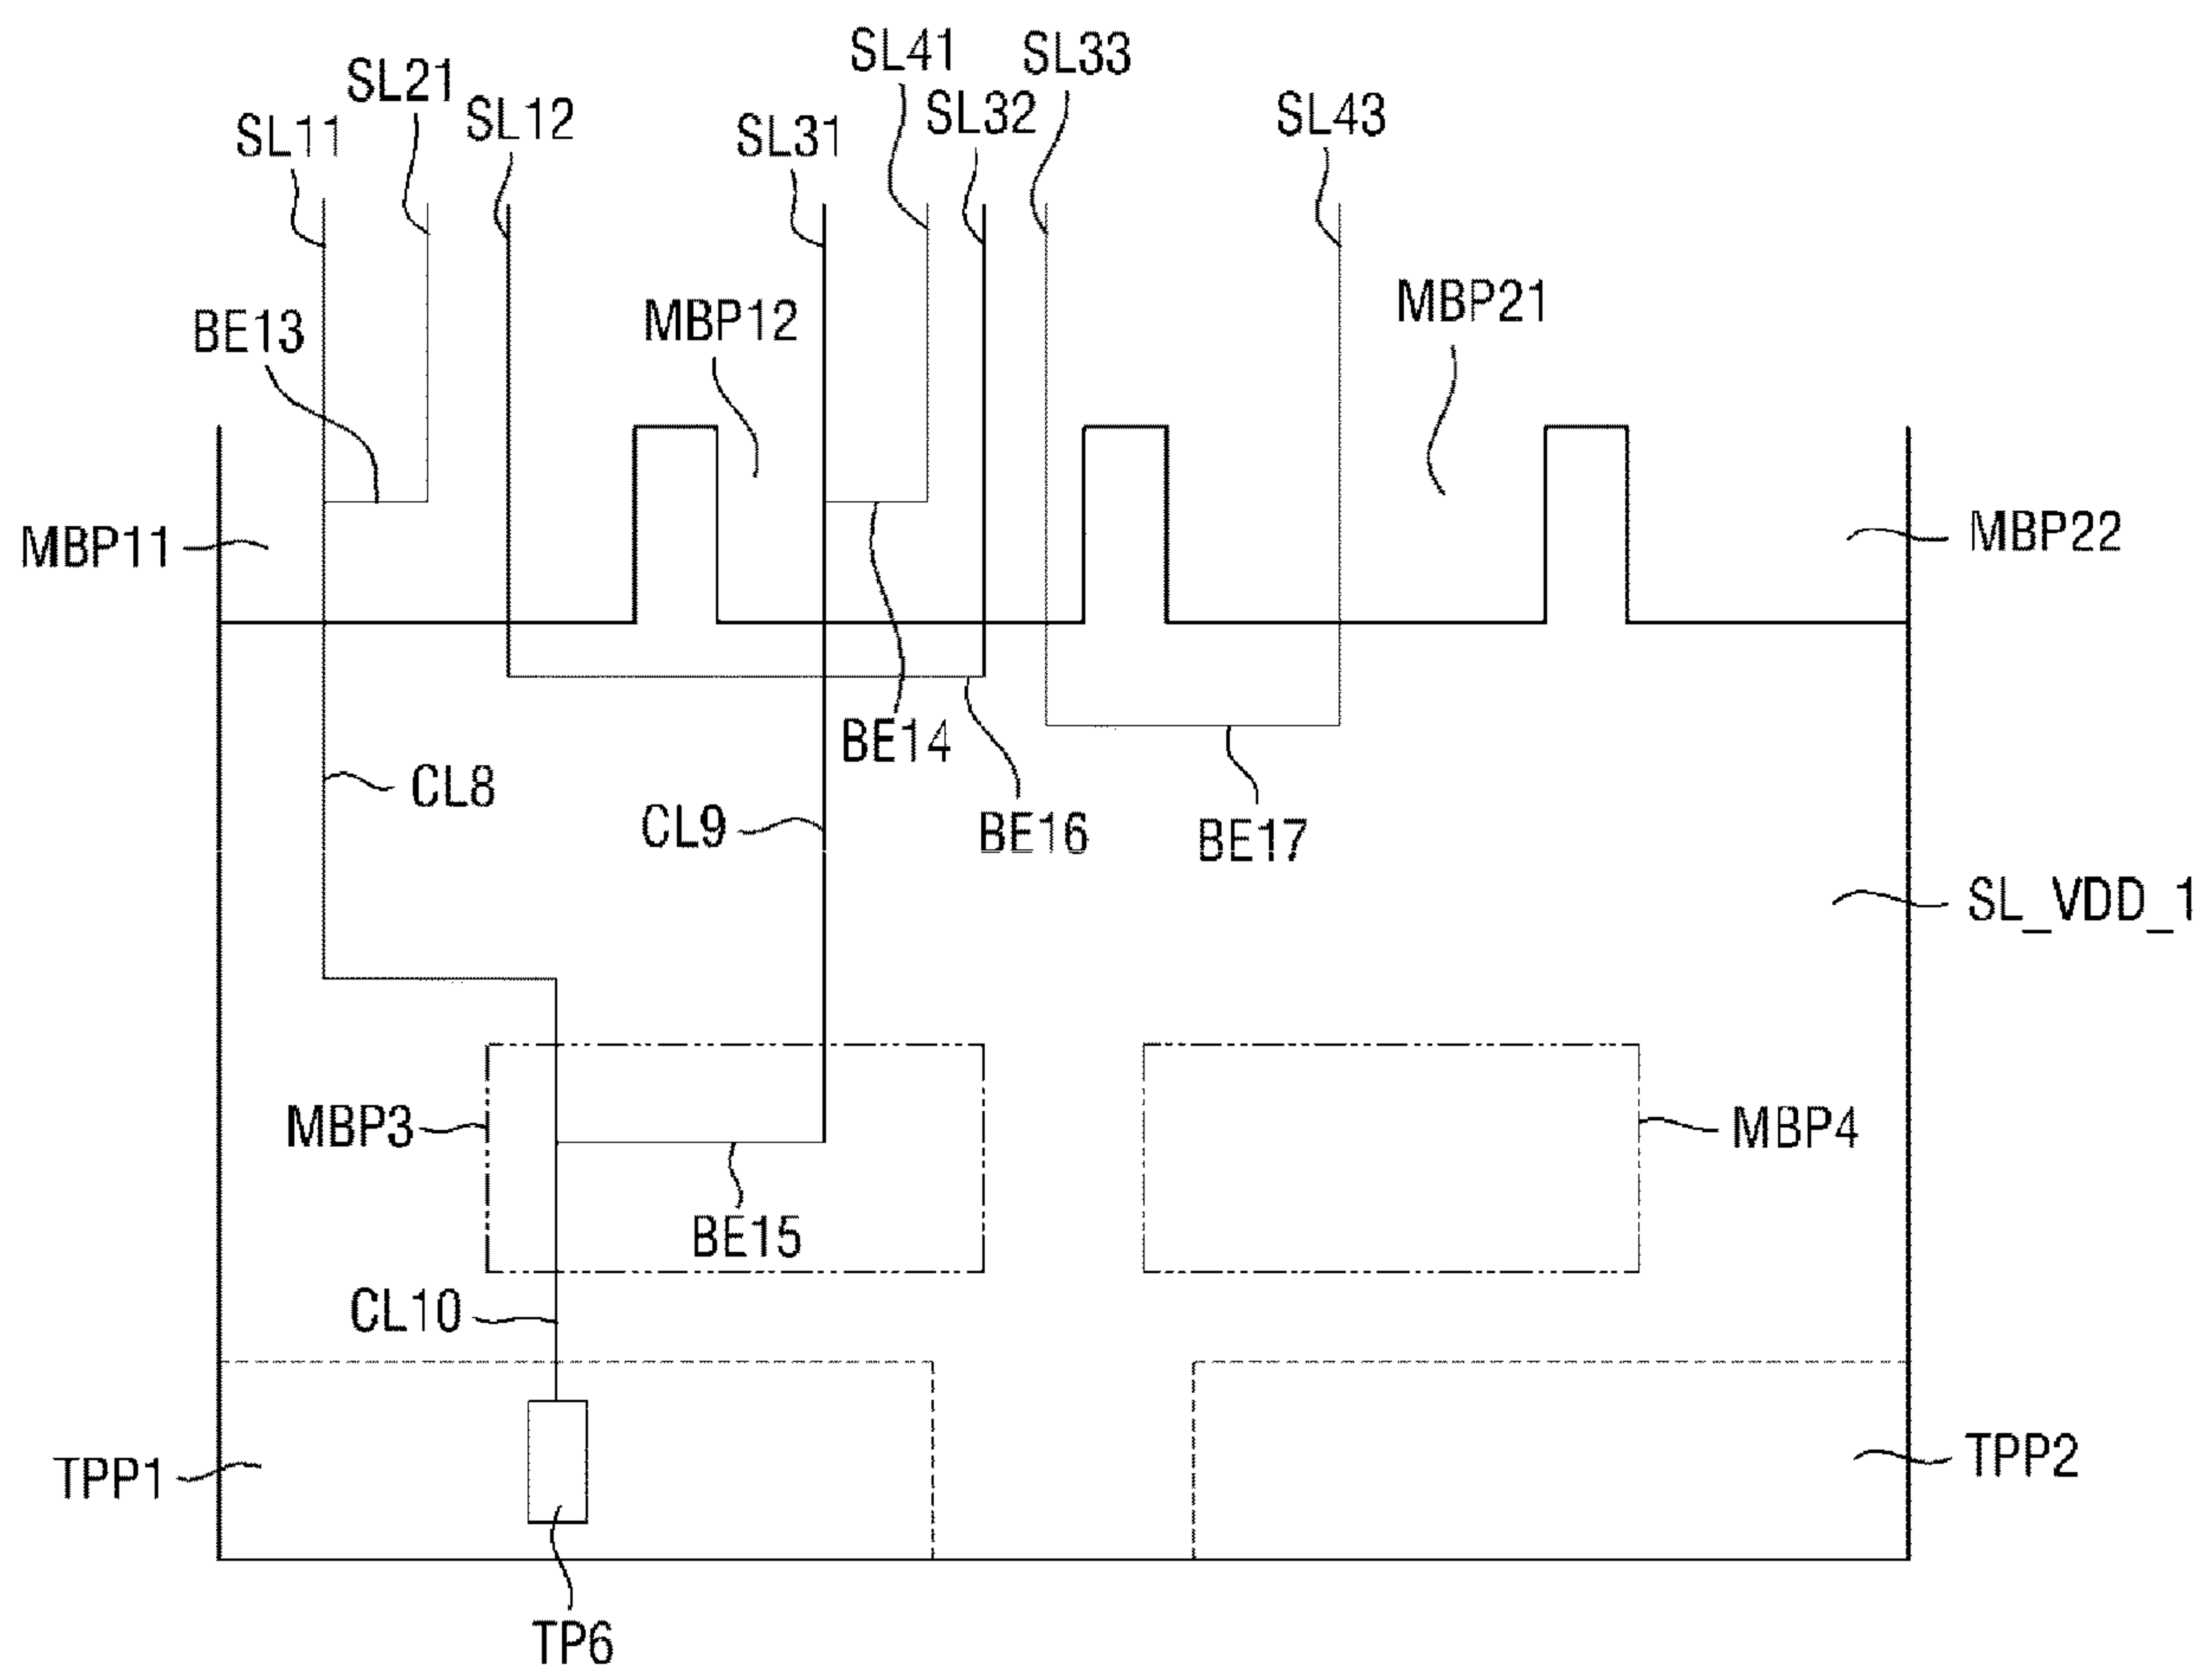 SL41
SL33
SL21
SL12
SL32
SL43
SL11
SL31
BE13
MBP12
MBP21
MBP11
MBP22
BE14
CL8
CL9
BE16
BE17
SL_VDD_1
MBP3
MBP4
BE15
CL10
TPP1
TPP2
TP6